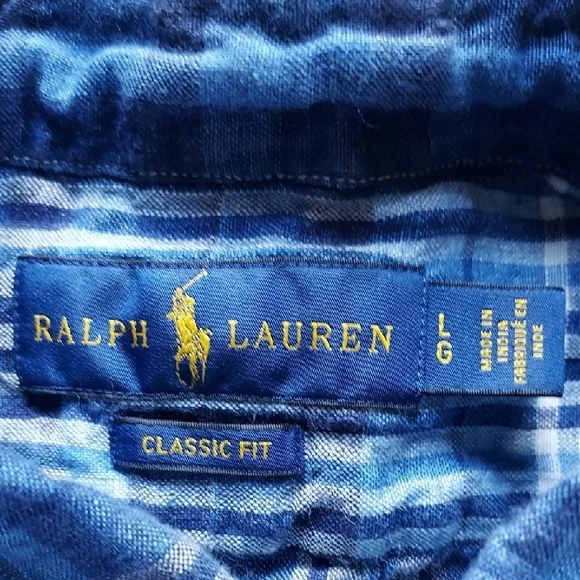 RALPH LAUREN
L
G
MADE IN
INDIA
FABRIQUÉ EN
INDE
CLASSIC FIT